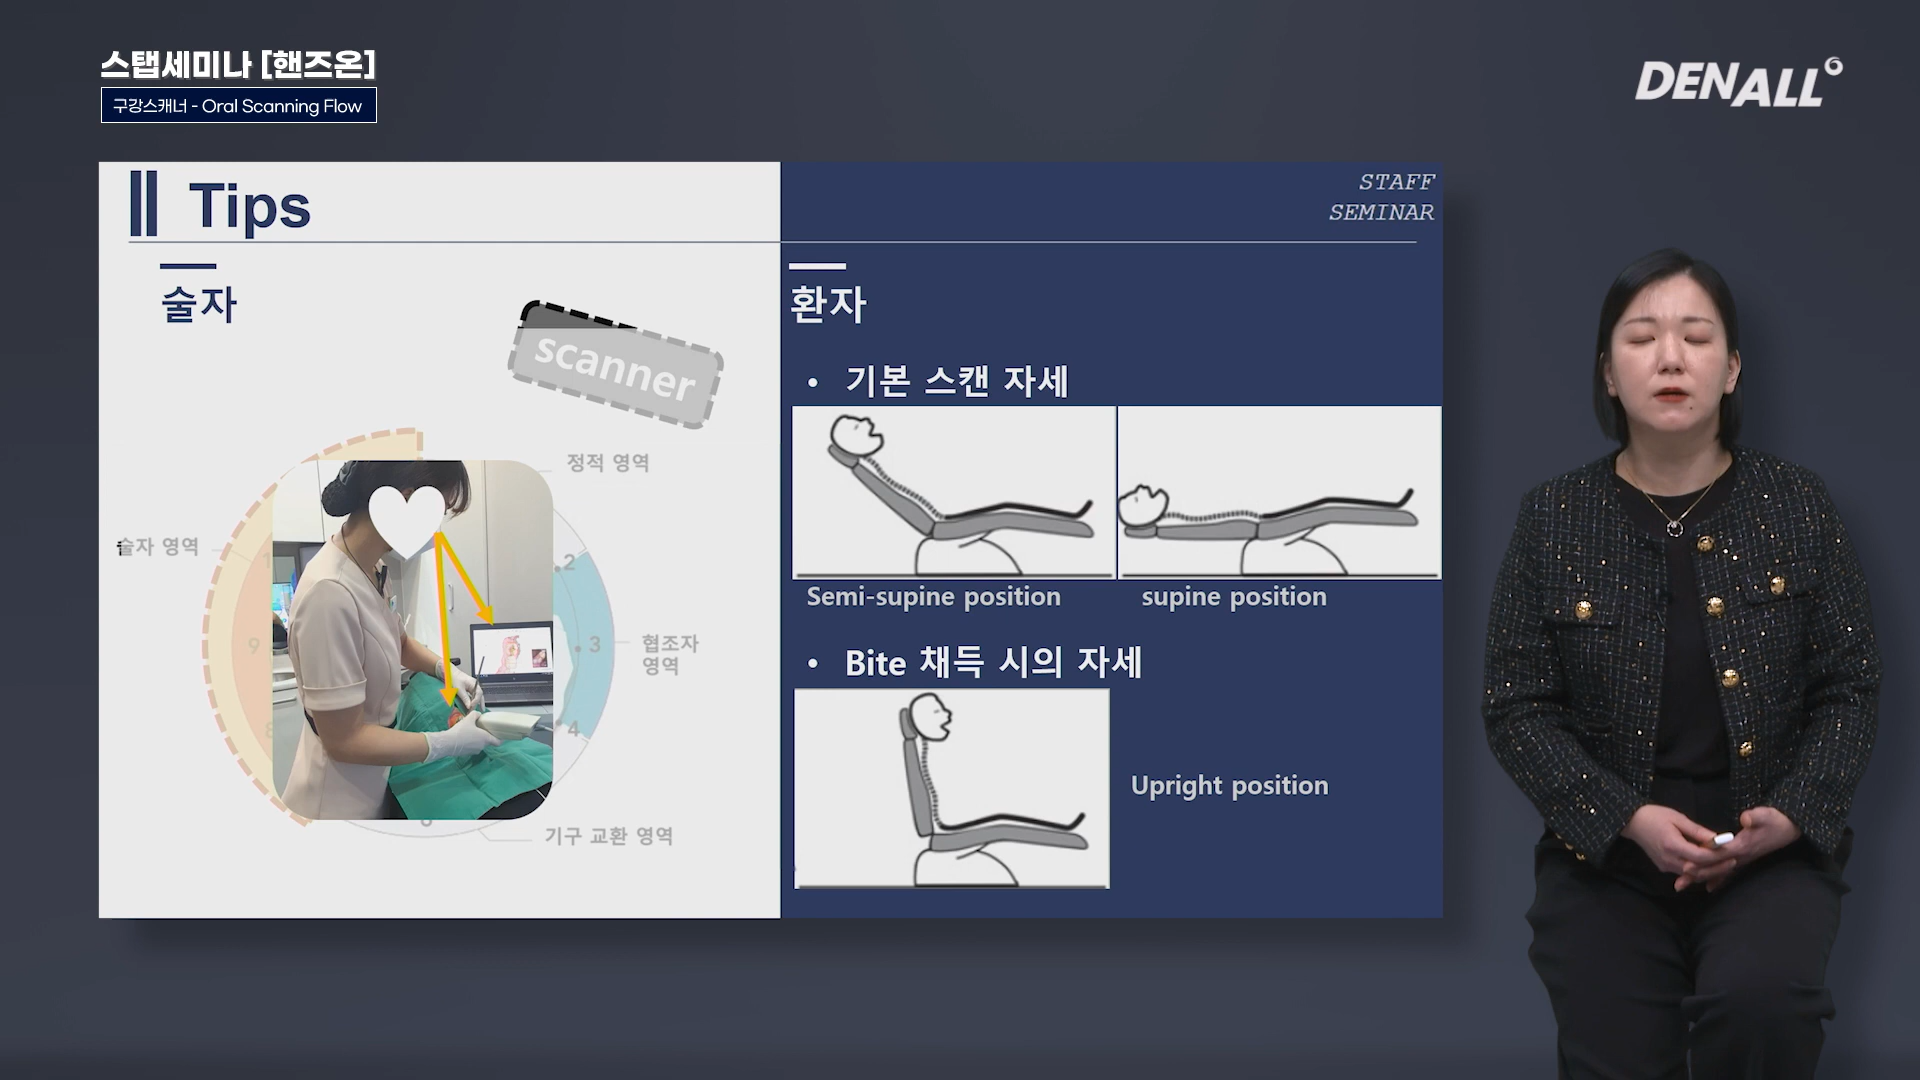 스탭세미나 [핸즈온]
구강스캐너 - Oral Scanning Flow
DENALL
Tips
STAFF
SEMINAR
술자
scanner
정적 영역
술자 영역
2
9
3
협조자
영역
8
4
기구 교환 영역
환자
• 기본 스캔 자세
Semi-supine position
supine position
• Bite 채득 시의 자세
Upright position